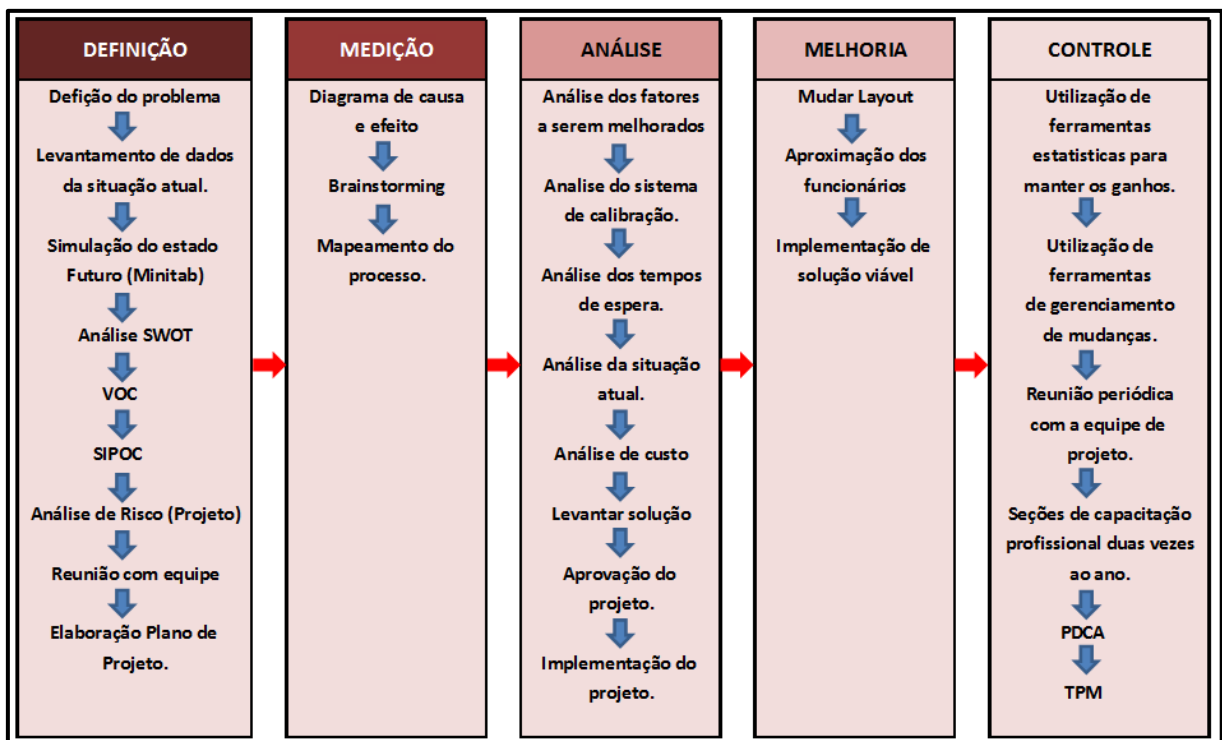 DEFINIÇÃO
Defição do problema
Levantamento de dados
da situação atual.
Simulação do estado
Futuro (Minitab)
Análise SWOT
VOC
SIPOC
Análise de Risco (Projeto)
Reunião com equipe
Elaboração Plano de
Projeto.
MEDIÇÃO
Diagrama de causa
e efeito
Brainstorming
Mapeamento do
processo.
ANÁLISE
Análise dos fatores
a serem melhorados
Analise do sistema
de calibração.
Análise dos tempos
de espera.
Análise da situação
atual.
Análise de custo
Levantar solução
Aprovação do
projeto.
Implementação do
projeto.
MELHORIA
Mudar Layout
Aproximação dos
funcionários
Implementação de
solução viável
CONTROLE
Utilização de
ferramentas
estatisticas para
manter os ganhos.
Utilização de
ferramentas
de gerenciamento
de mudanças.
Reunião periódica
com a equipe de
projeto.
Seções de capacitação
profissional duas vezes
ao ano.
PDCA
TPM